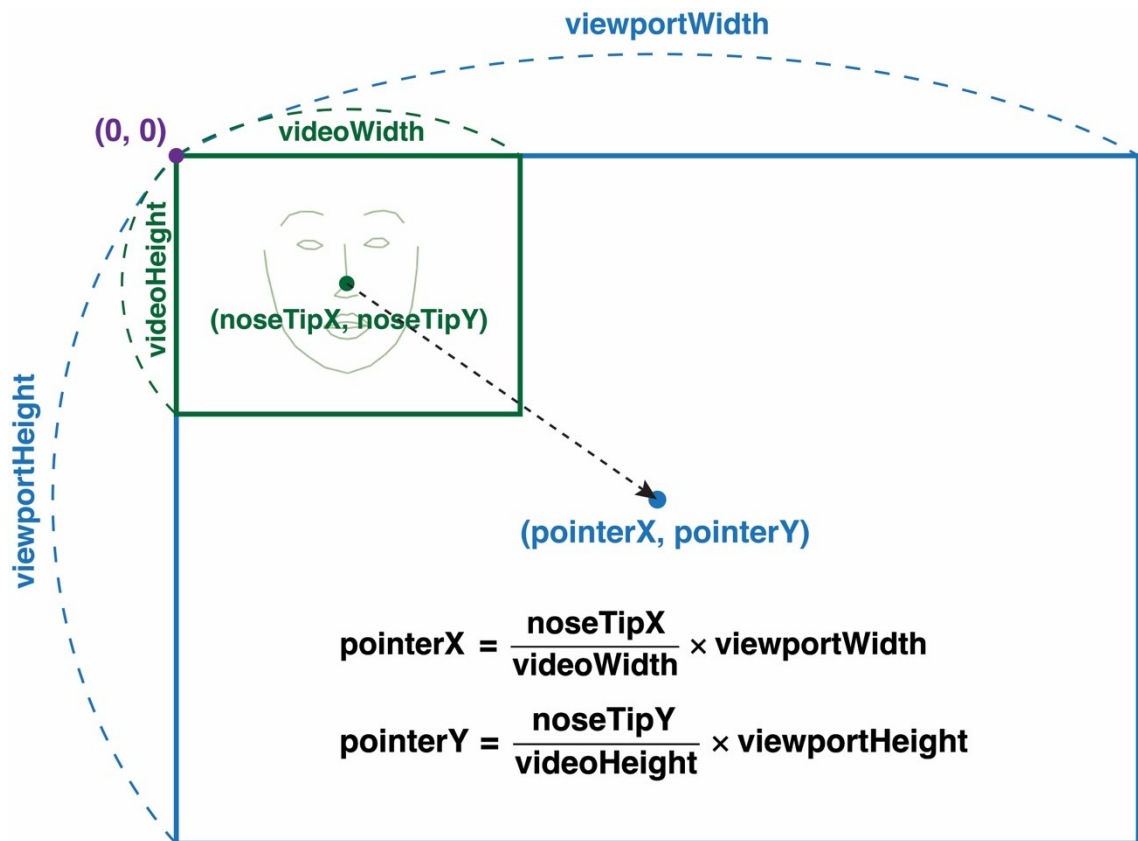 viewportWidth
(0, 0)
videoWidth
videoHeight
(noseTipX, noseTipY)
viewportHeight
(pointerX, pointerY)
pointerX = noseTipX / videoWidth × viewportWidth
pointerY = noseTipY / videoHeight × viewportHeight